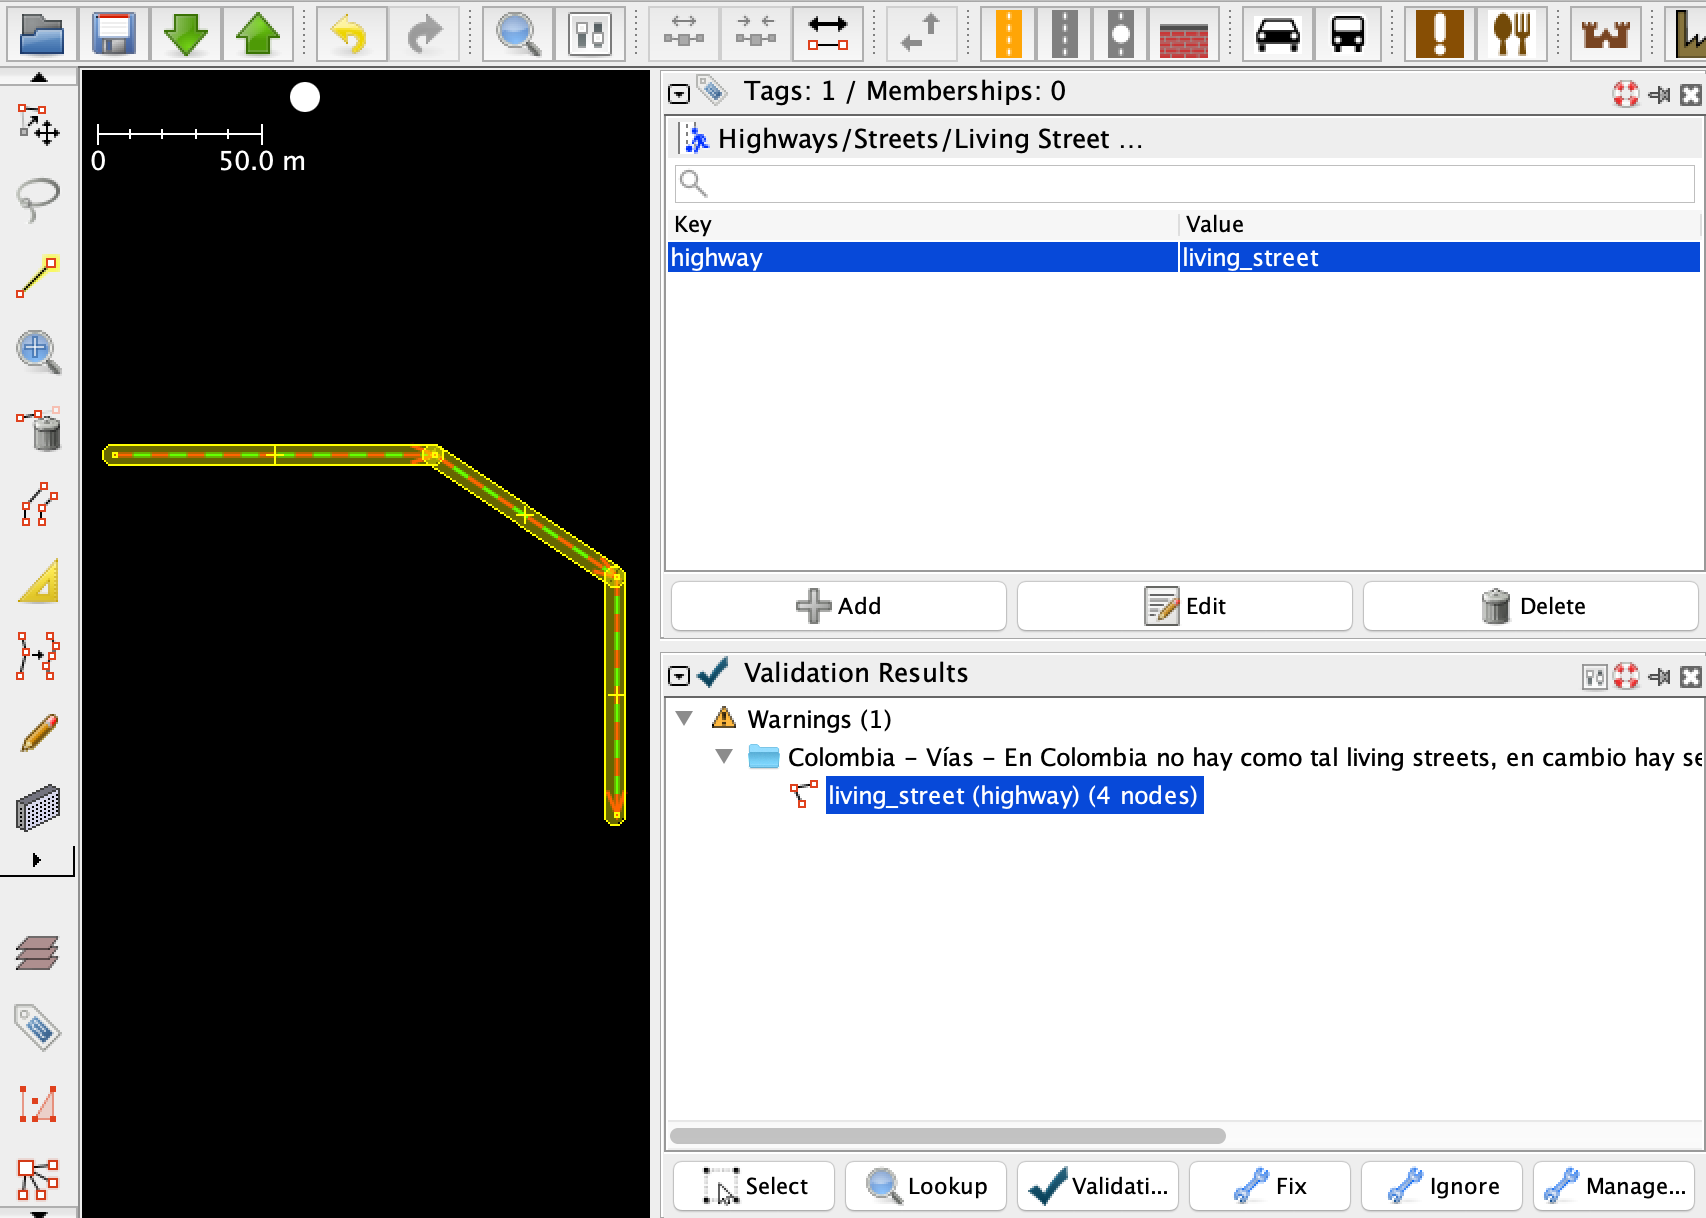 0
50.0 m
Tags: 1 / Memberships: 0
Highways/Streets/Living Street ...
Key
Value
highway
living_street
Add
Edit
Delete
Validation Results
Warnings (1)
Colombia – Vías – En Colombia no hay como tal living streets, en cambio hay se
living_street (highway) (4 nodes)
Select
Lookup
Validati...
Fix
Ignore
Manage...